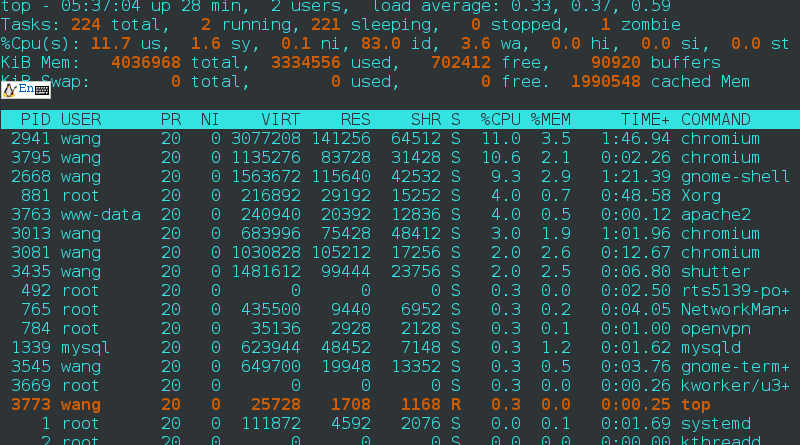 top - 05:37:04 up 28 min,  2 users,  load average: 0.33, 0.37, 0.59
Tasks: 224 total,   2 running, 221 sleeping,   0 stopped,   1 zombie
%Cpu(s): 11.7 us,  1.6 sy,  0.1 ni, 83.0 id,  3.6 wa,  0.0 hi,  0.0 si,  0.0 st
KiB Mem:   4036968 total,  3334556 used,   702412 free,    90920 buffers
KiB Swap:        0 total,        0 used,        0 free.  1990548 cached Mem
En
PID USER      PR  NI    VIRT    RES    SHR S  %CPU %MEM     TIME+ COMMAND
2941 wang      20   0 3077208 141256  64512 S  11.0  3.5   1:46.94 chromium
3795 wang      20   0 1135276  83728  31428 S  10.6  2.1   0:02.26 chromium
2668 wang      20   0 1563672 115640  42532 S   9.3  2.9   1:21.39 gnome-shell
881 root      20   0  216892  29192  15252 S   4.0  0.7   0:48.58 Xorg
3763 www-data  20   0  240940  20392  12836 S   4.0  0.5   0:00.12 apache2
3013 wang      20   0  683996  75428  48412 S   3.0  1.9   1:01.96 chromium
3081 wang      20   0 1030828 105212  17256 S   2.0  2.6   0:12.67 chromium
3435 wang      20   0 1481612  99444  23756 S   2.0  2.5   0:06.80 shutter
492 root      20   0       0      0      0 S   0.3  0.0   0:02.50 rts5139-po+
765 root      20   0  435500   9440   6952 S   0.3  0.2   0:04.05 NetworkMan+
784 root      20   0   35136   2928   2128 S   0.3  0.1   0:01.00 openvpn
1339 mysql     20   0  623944  48452   7148 S   0.3  1.2   0:01.62 mysqld
3545 wang      20   0  649700  19948  13352 S   0.3  0.5   0:03.76 gnome-term+
3669 root      20   0       0      0      0 S   0.3  0.0   0:00.26 kworker/u3+
3773 wang      20   0   25728   1708   1168 R   0.3  0.0   0:00.25 top
1 root      20   0  111872   4592   2076 S   0.0  0.1   0:01.69 systemd
2 root      20   0       0      0      0 S   0.0  0.0   0:00.00 kthreadd